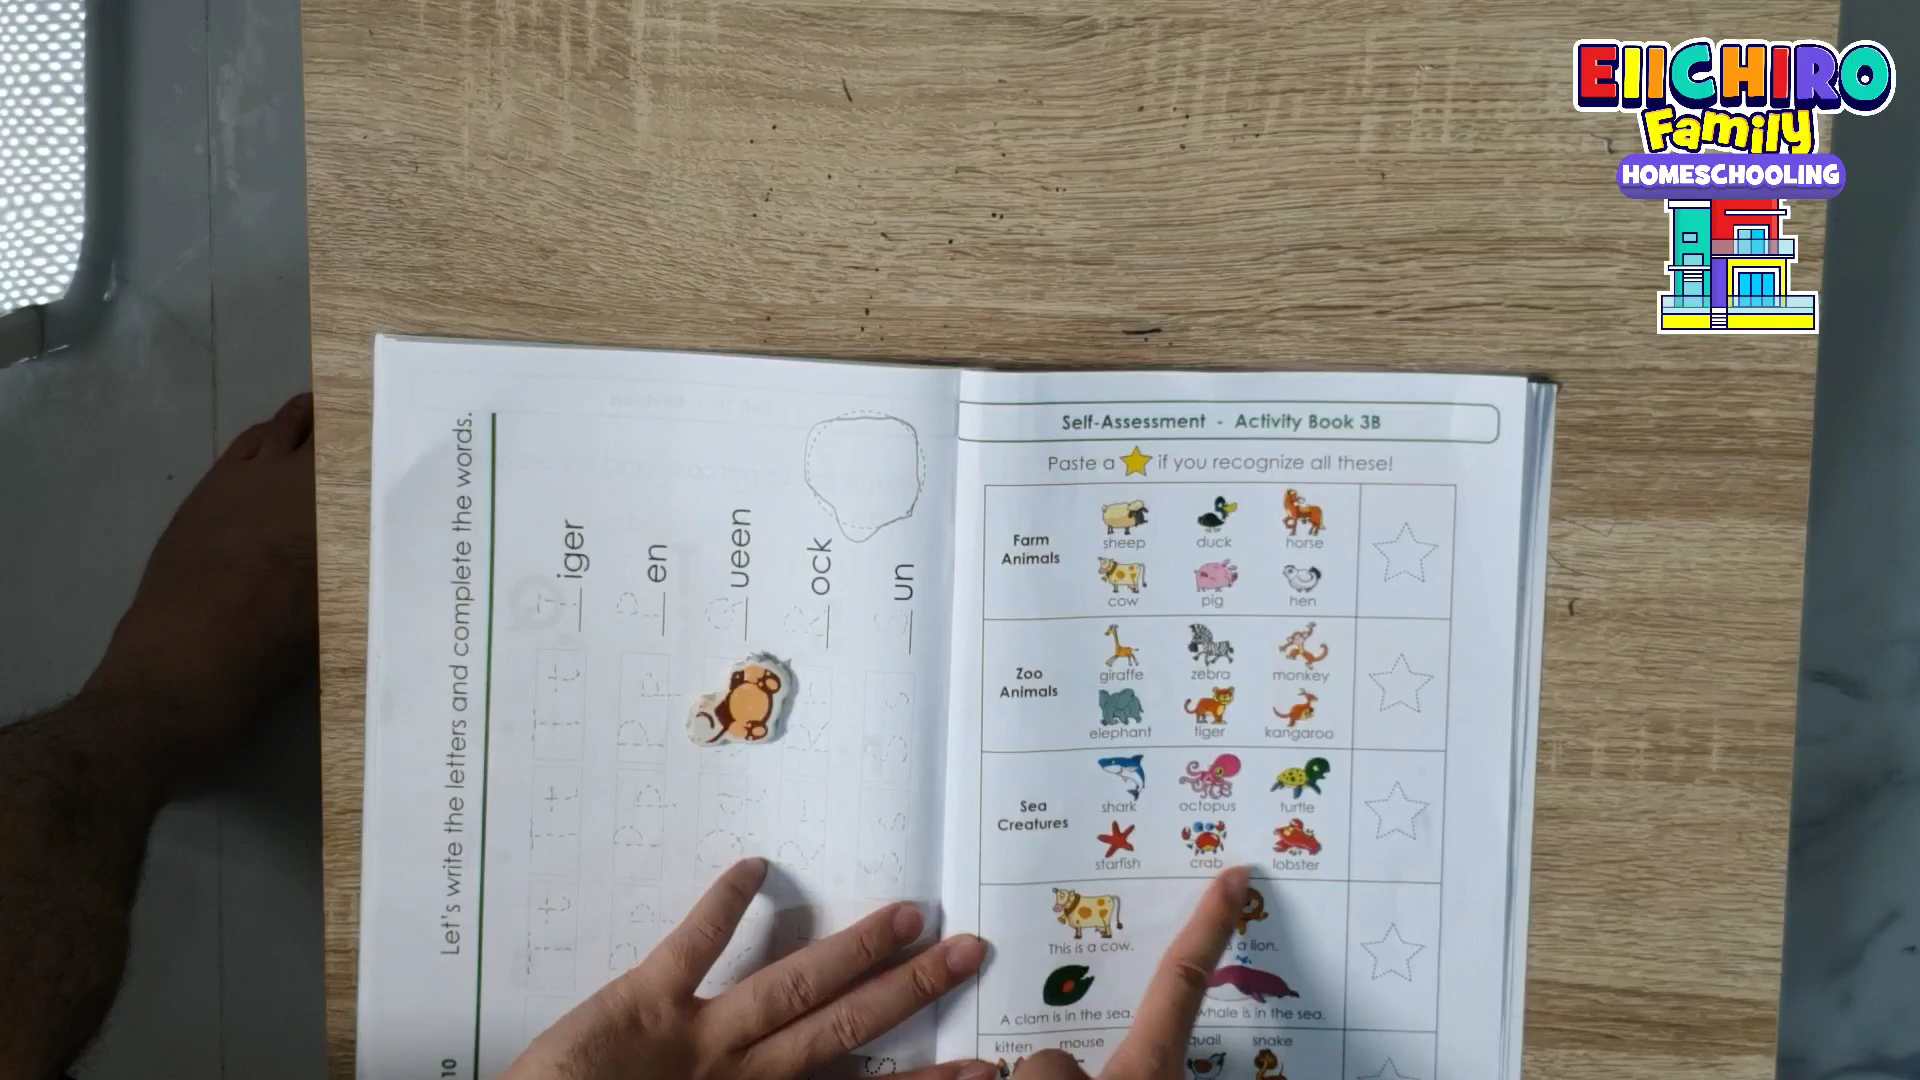 EIICHIRO
Family
HOMESCHOOLING
Let's write the letters and complete the words.
T iger
P en
Q ueen
R ock
S un
T t T t T t
P p P p P p
Q q
R r R r
S s S s
10
Self-Assessment - Activity Book 3B
Paste a if you recognize all these!
Farm Animals
sheep duck horse
cow pig hen
Zoo Animals
giraffe zebra monkey
elephant tiger kangaroo
Sea Creatures
shark octopus turtle
starfish crab lobster
This is a cow. a lion.
A clam is in the sea. whale is in the sea.
kitten mouse quail snake